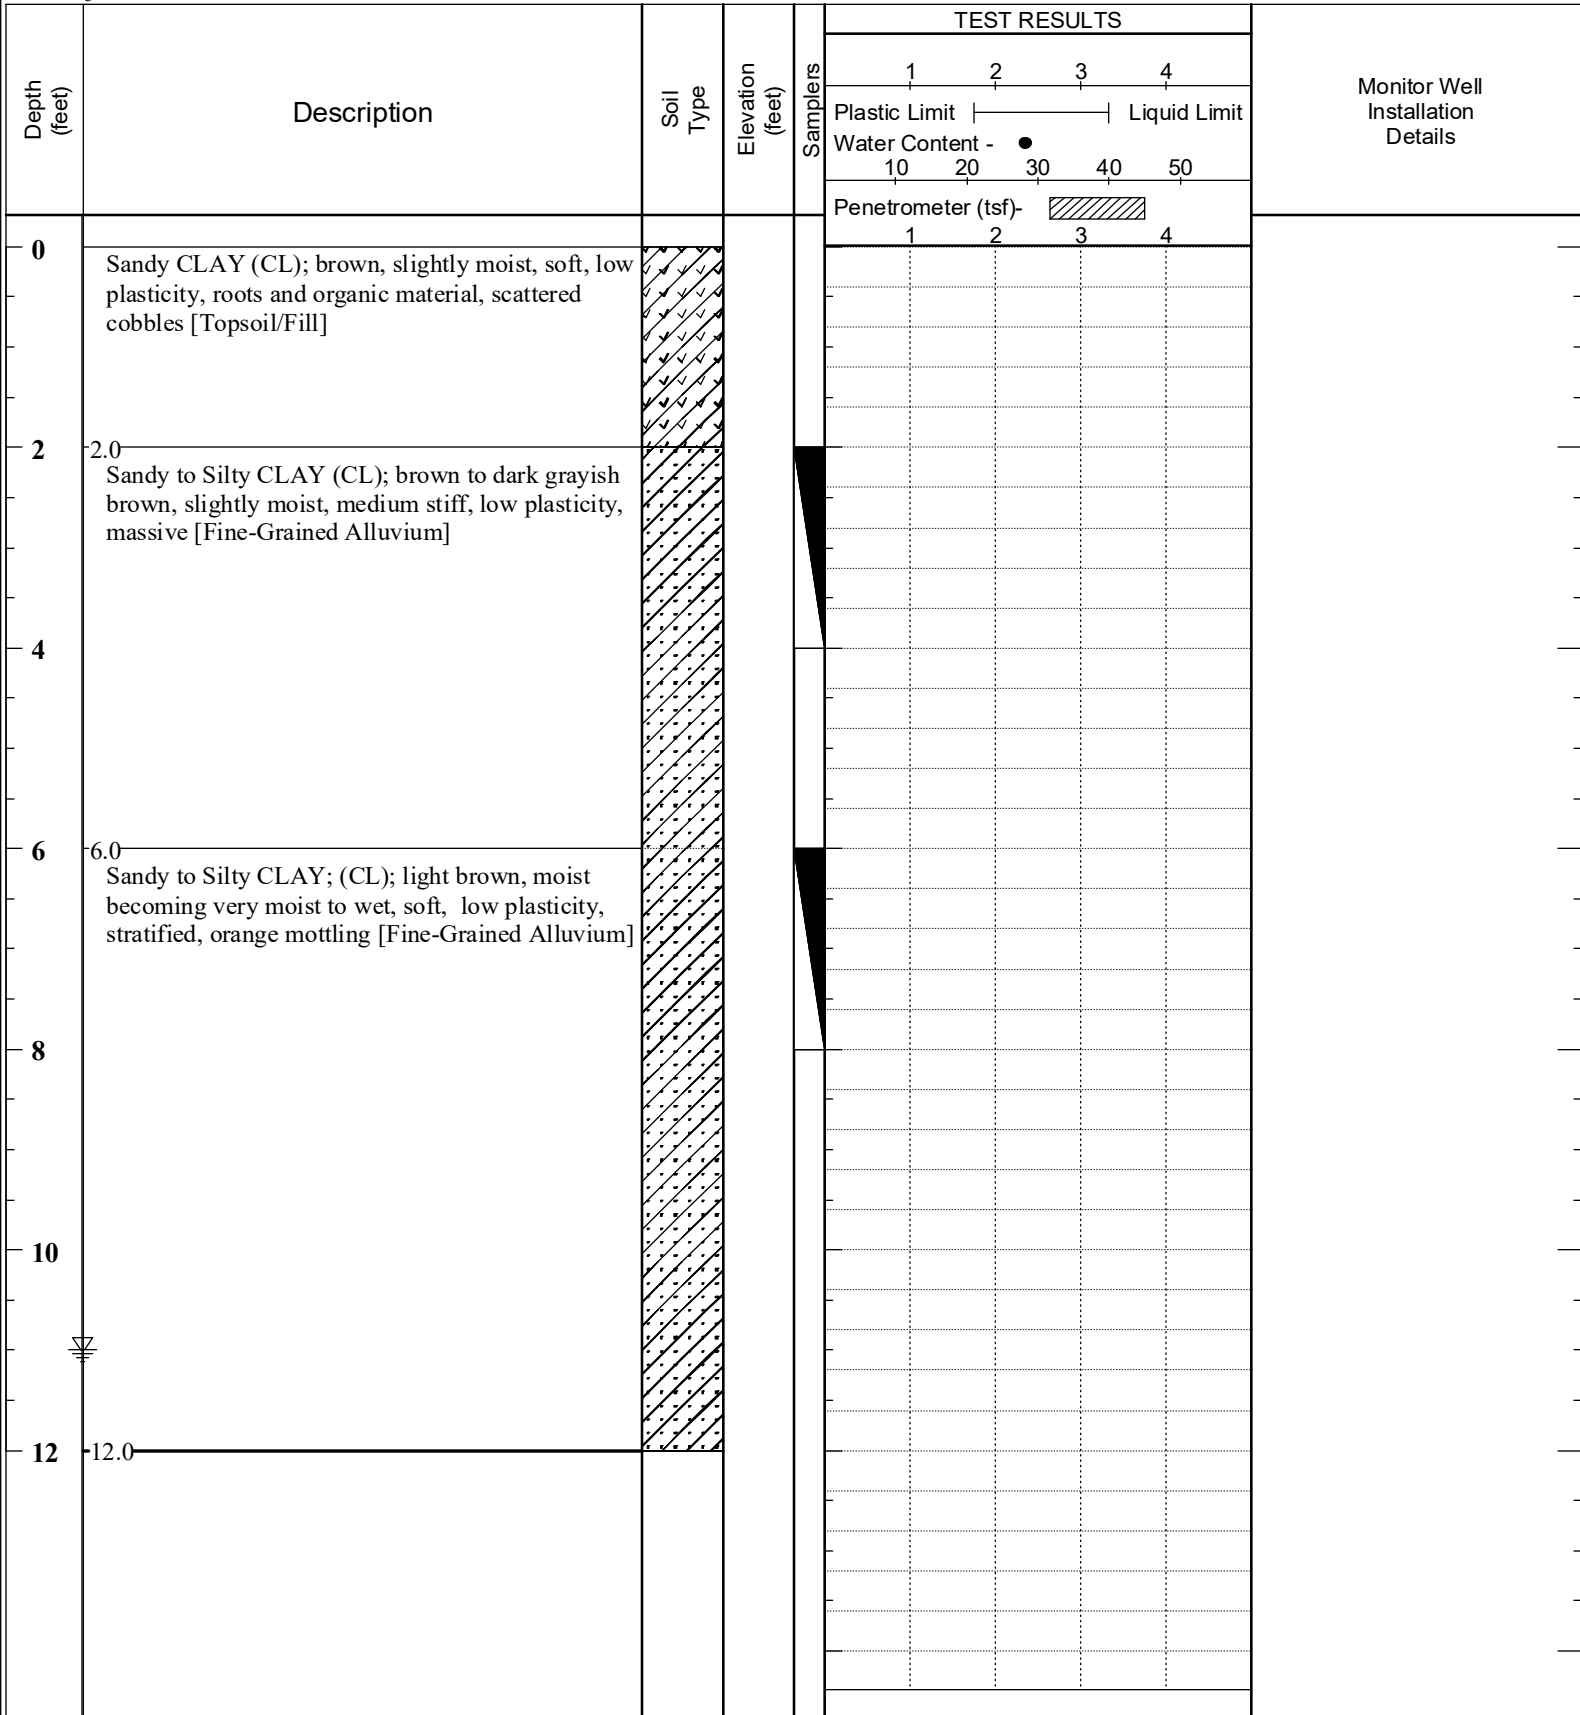 TEST RESULTS
Depth
(feet)
Description
Soil
Type
Elevation
(feet)
Samplers
1 2 3 4
Plastic Limit Liquid Limit
Water Content -
10 20 30 40 50
Penetrometer (tsf)-
1 2 3 4
Monitor Well
Installation
Details
0
Sandy CLAY (CL); brown, slightly moist, soft, low
plasticity, roots and organic material, scattered
cobbles [Topsoil/Fill]
2
2.0
Sandy to Silty CLAY (CL); brown to dark grayish
brown, slightly moist, medium stiff, low plasticity,
massive [Fine-Grained Alluvium]
4
6
6.0
Sandy to Silty CLAY; (CL); light brown, moist
becoming very moist to wet, soft, low plasticity,
stratified, orange mottling [Fine-Grained Alluvium]
8
10
12
12.0